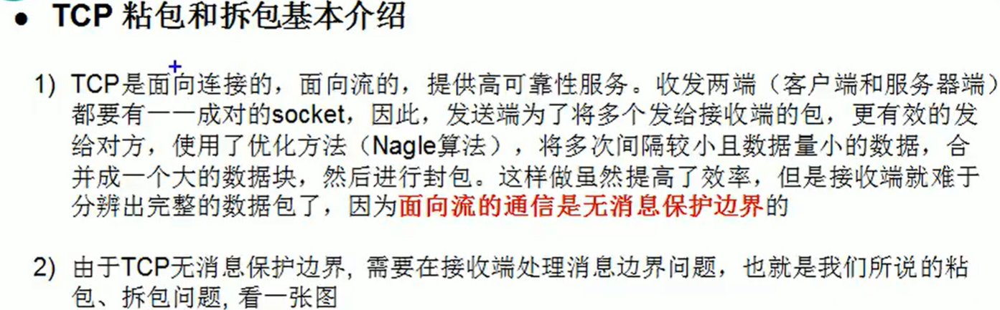 ● TCP 粘包和拆包基本介绍
1) TCP是面向连接的，面向流的，提供高可靠性服务。收发两端（客户端和服务器端）
都要有一一成对的socket，因此，发送端为了将多个发给接收端的包，更有效的发
给对方，使用了优化方法（Nagle算法），将多次间隔较小且数据量小的数据，合
并成一个大的数据块，然后进行封包。这样做虽然提高了效率，但是接收端就难于
分辨出完整的数据包了，因为面向流的通信是无消息保护边界的
2) 由于TCP无消息保护边界, 需要在接收端处理消息边界问题，也就是我们所说的粘
包、拆包问题, 看一张图